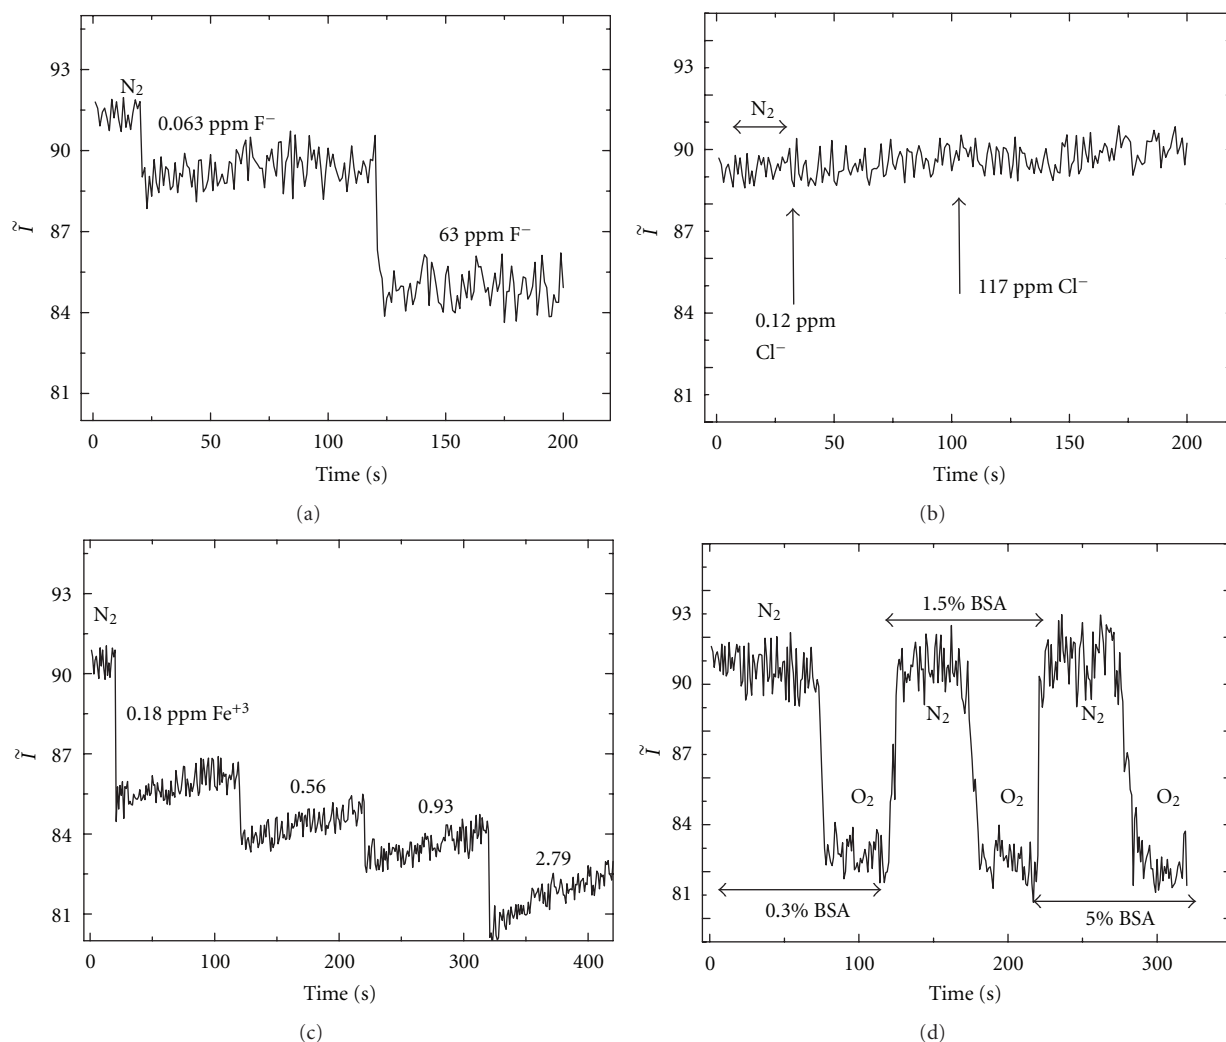 93
90
87
84
81
Ĩ
N₂
0.063 ppm F⁻
63 ppm F⁻
0 50 100 150 200
Time (s)
(a)
93
90
87
84
81
Ĩ
N₂
0.12 ppm
Cl⁻
117 ppm Cl⁻
0 50 100 150 200
Time (s)
(b)
93
90
87
84
81
Ĩ
N₂
0.18 ppm Fe⁺³
0.56
0.93
2.79
0 100 200 300 400
Time (s)
(c)
93
90
87
84
81
Ĩ
N₂
1.5% BSA
N₂
N₂
O₂
O₂
O₂
0.3% BSA
5% BSA
0 100 200 300
Time (s)
(d)